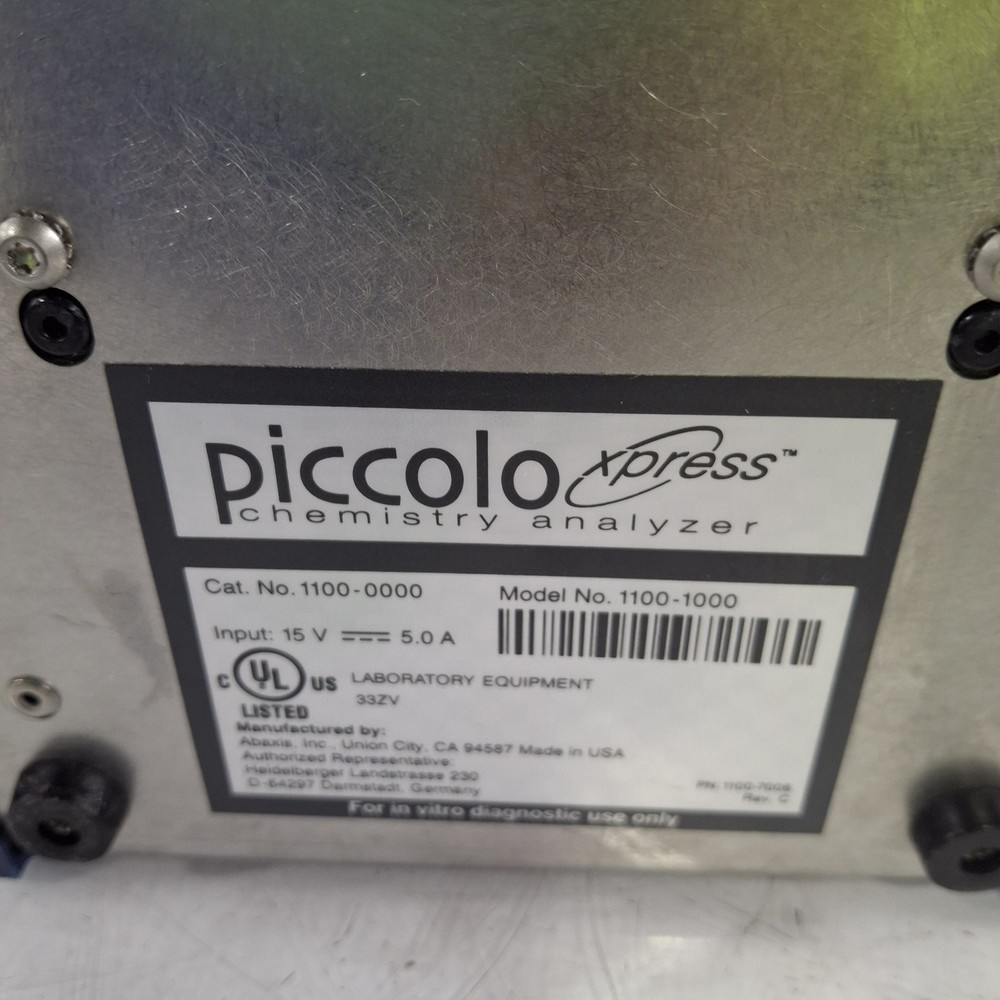 piccolo xpress™
chemistry analyzer
Cat. No. 1100-0000
Model No. 1100-1000
Input: 15 V 5.0 A
C UL US LABORATORY EQUIPMENT
LISTED 33ZV
Manufactured by:
Abaxis, Inc., Union City, CA 94587 Made in USA
Authorized Representative:
Heidelberger Landstrasse 230
D-64297 Darmstadt, Germany
Rev. C
For in vitro diagnostic use only